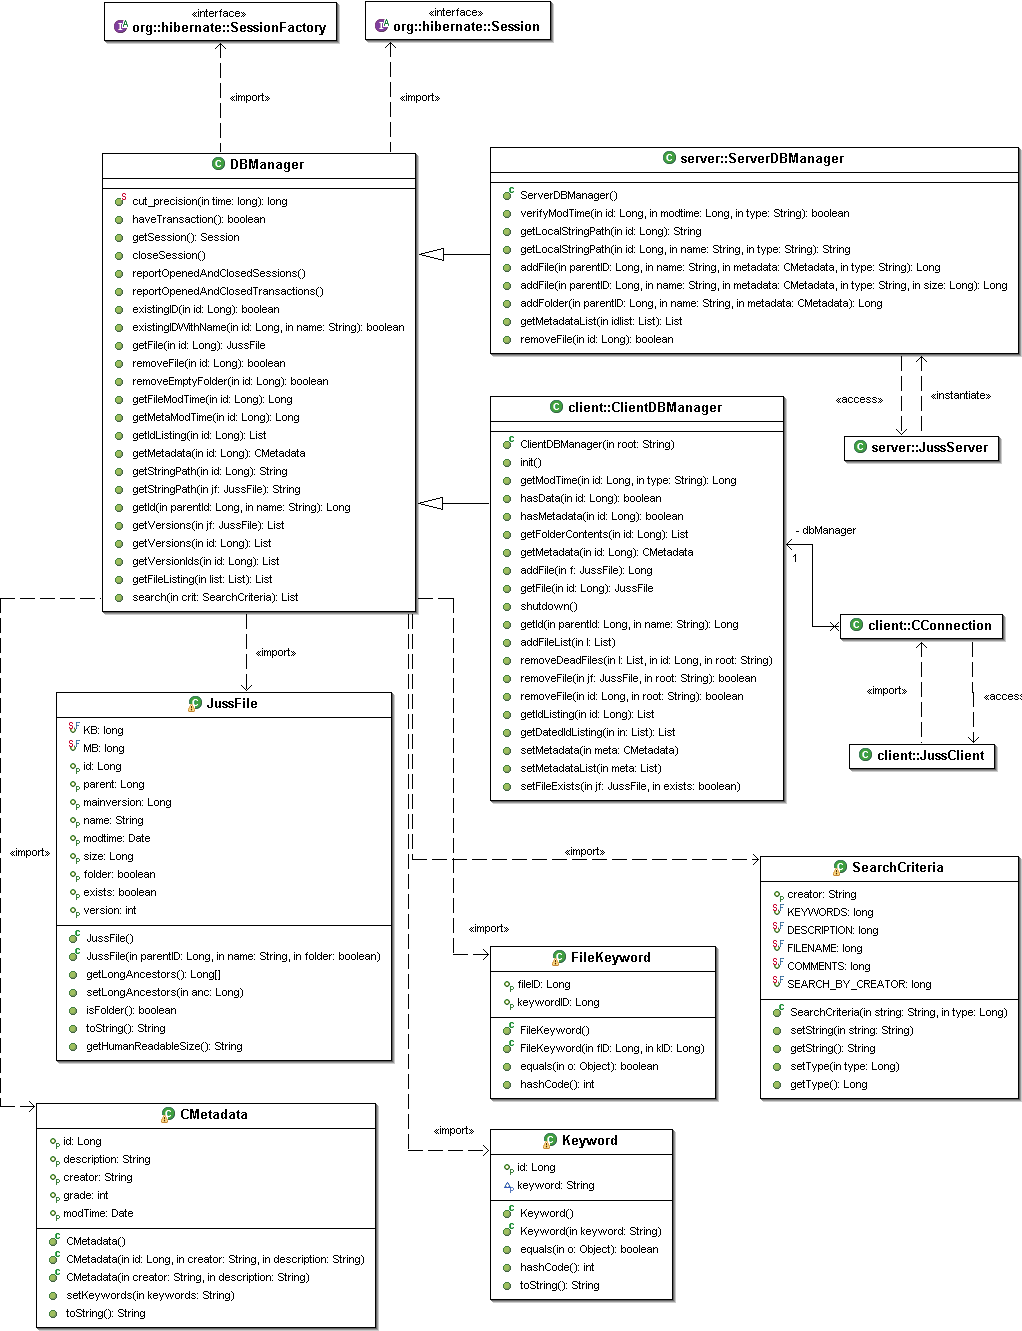 «interface»
org::hibernate::SessionFactory
«interface»
org::hibernate::Session
«import»
«import»
DBManager
cut_precision(in time: long): long
haveTransaction(): boolean
getSession(): Session
closeSession()
reportOpenedAndClosedSessions()
reportOpenedAndClosedTransactions()
existingID(in id: Long): boolean
existingIDWithName(in id: Long, in name: String): boolean
getFile(in id: Long): JussFile
removeFile(in id: Long): boolean
removeEmptyFolder(in id: Long): boolean
getFileModTime(in id: Long): Long
getMetaModTime(in id: Long): Long
getIdListing(in id: Long): List
getMetadata(in id: Long): CMetadata
getStringPath(in id: Long): String
getStringPath(in jf: JussFile): String
getId(in parentId: Long, in name: String): Long
getVersions(in jf: JussFile): List
getVersions(in id: Long): List
getVersionIds(in id: Long): List
getFileListing(in list: List): List
search(in crit: SearchCriteria): List
server::ServerDBManager
ServerDBManager()
verifyModTime(in id: Long, in modtime: Long, in type: String): boolean
getLocalStringPath(in id: Long): String
getLocalStringPath(in id: Long, in name: String, in type: String): String
addFile(in parentID: Long, in name: String, in metadata: CMetadata, in type: String): Long
addFile(in parentID: Long, in name: String, in metadata: CMetadata, in type: String, in size: Long): Long
addFolder(in parentID: Long, in name: String, in metadata: CMetadata): Long
getMetadataList(in idlist: List): List
removeFile(in id: Long): boolean
«access»
«instantiate»
server::JussServer
client::ClientDBManager
ClientDBManager(in root: String)
init()
getModTime(in id: Long, in type: String): Long
hasData(in id: Long): boolean
hasMetadata(in id: Long): boolean
getFolderContents(in id: Long): List
getMetadata(in id: Long): CMetadata
addFile(in f: JussFile): Long
getFile(in id: Long): JussFile
shutdown()
getId(in parentId: Long, in name: String): Long
addFileList(in l: List)
removeDeadFiles(in l: List, in id: Long, in root: String)
removeFile(in jf: JussFile, in root: String): boolean
removeFile(in id: Long, in root: String): boolean
getIdListing(in id: Long): List
getDatedIdListing(in in: List): List
setMetadata(in meta: CMetadata)
setMetadataList(in meta: List)
setFileExists(in jf: JussFile, in exists: boolean)
- dbManager
1
client::CConnection
«import»
«access
client::JussClient
«import»
JussFile
KB: long
MB: long
id: Long
parent: Long
mainversion: Long
name: String
modtime: Date
size: Long
folder: boolean
exists: boolean
version: int
JussFile()
JussFile(in parentID: Long, in name: String, in folder: boolean)
getLongAncestors(): Long[]
setLongAncestors(in anc: Long)
isFolder(): boolean
toString(): String
getHumanReadableSize(): String
«import»
«import»
SearchCriteria
creator: String
KEYWORDS: long
DESCRIPTION: long
FILENAME: long
COMMENTS: long
SEARCH_BY_CREATOR: long
SearchCriteria(in string: String, in type: Long)
setString(in string: String)
getString(): String
setType(in type: Long)
getType(): Long
«import»
FileKeyword
fileID: Long
keywordID: Long
FileKeyword()
FileKeyword(in fID: Long, in kID: Long)
equals(in o: Object): boolean
hashCode(): int
CMetadata
id: Long
description: String
creator: String
grade: int
modTime: Date
CMetadata()
CMetadata(in id: Long, in creator: String, in description: String)
CMetadata(in creator: String, in description: String)
setKeywords(in keywords: String)
toString(): String
«import»
Keyword
id: Long
keyword: String
Keyword()
Keyword(in keyword: String)
equals(in o: Object): boolean
hashCode(): int
toString(): String